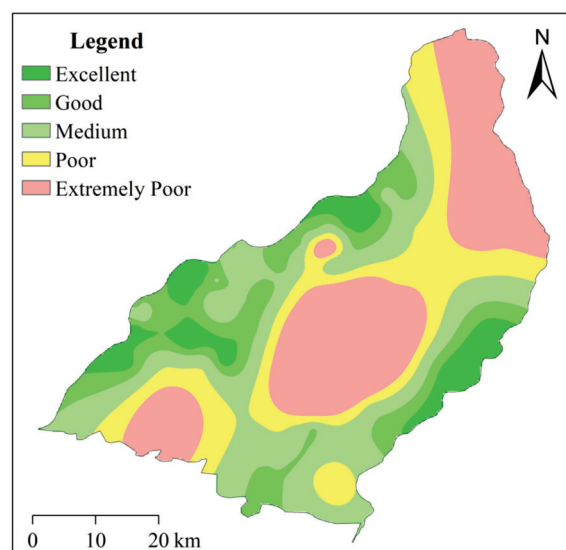 Legend
Excellent
Good
Medium
Poor
Extremely Poor
N
0 10 20 km